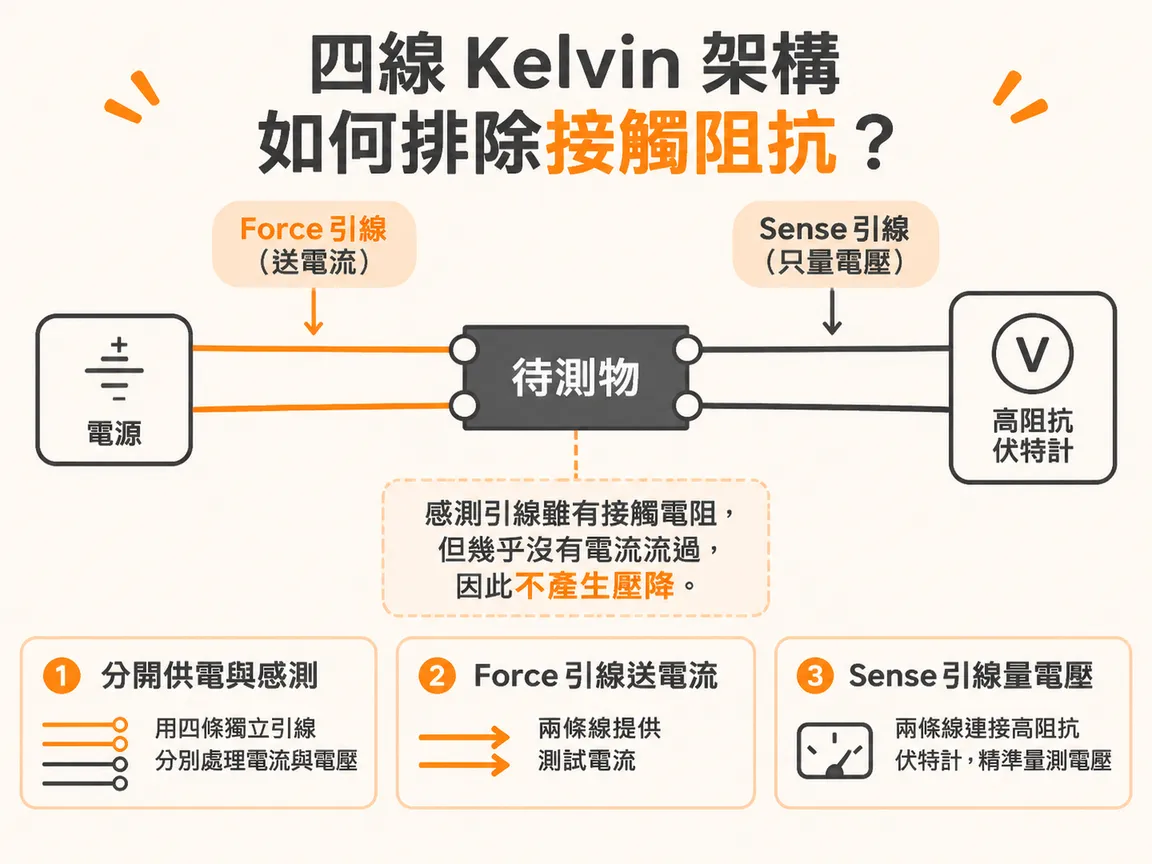 四線 Kelvin 架構
如何排除接觸阻抗？
Force 引線
（送電流）
Sense 引線
（只量電壓）
電源
待測物
V
高阻抗
伏特計
感測引線雖有接觸電阻，
但幾乎沒有電流流過，
因此不產生壓降。
1 分開供電與感測
用四條獨立引線
分別處理電流與電壓
2 Force 引線送電流
兩條線提供
測試電流
3 Sense 引線量電壓
兩條線連接高阻抗
伏特計，精準量測電壓